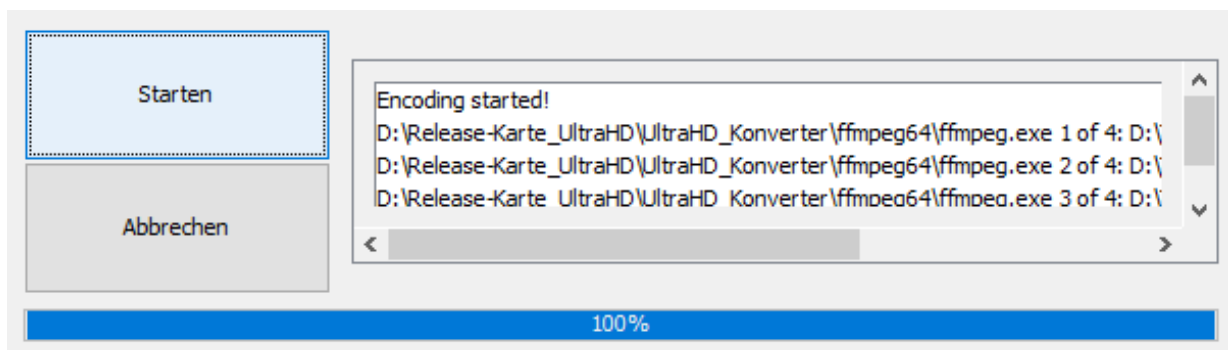 Starten
Abbrechen
Encoding started!
D:\Release-Karte_UltraHD\UltraHD_Konverter\ffmpeg64\ffmpeg.exe 1 of 4: D:\
D:\Release-Karte_UltraHD\UltraHD_Konverter\ffmpeg64\ffmpeg.exe 2 of 4: D:\
D:\Release-Karte_UltraHD\UltraHD_Konverter\ffmpeg64\ffmpeg.exe 3 of 4: D:\
100%